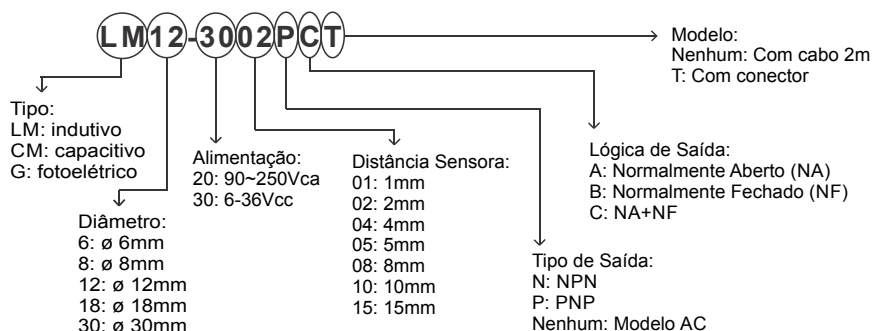 LM12-3002PCT
Modelo:
Nenhum: Com cabo 2m
T: Com conector
Tipo:
LM: indutivo
CM: capacitivo
G: fotoelétrico
Diâmetro:
6: ø 6mm
8: ø 8mm
12: ø 12mm
18: ø 18mm
30: ø 30mm
Alimentação:
20: 90~250Vca
30: 6-36Vcc
Distância Sensora:
01: 1mm
02: 2mm
04: 4mm
05: 5mm
08: 8mm
10: 10mm
15: 15mm
Tipo de Saída:
N: NPN
P: PNP
Nenhum: Modelo AC
Lógica de Saída:
A: Normalmente Aberto (NA)
B: Normalmente Fechado (NF)
C: NA+NF